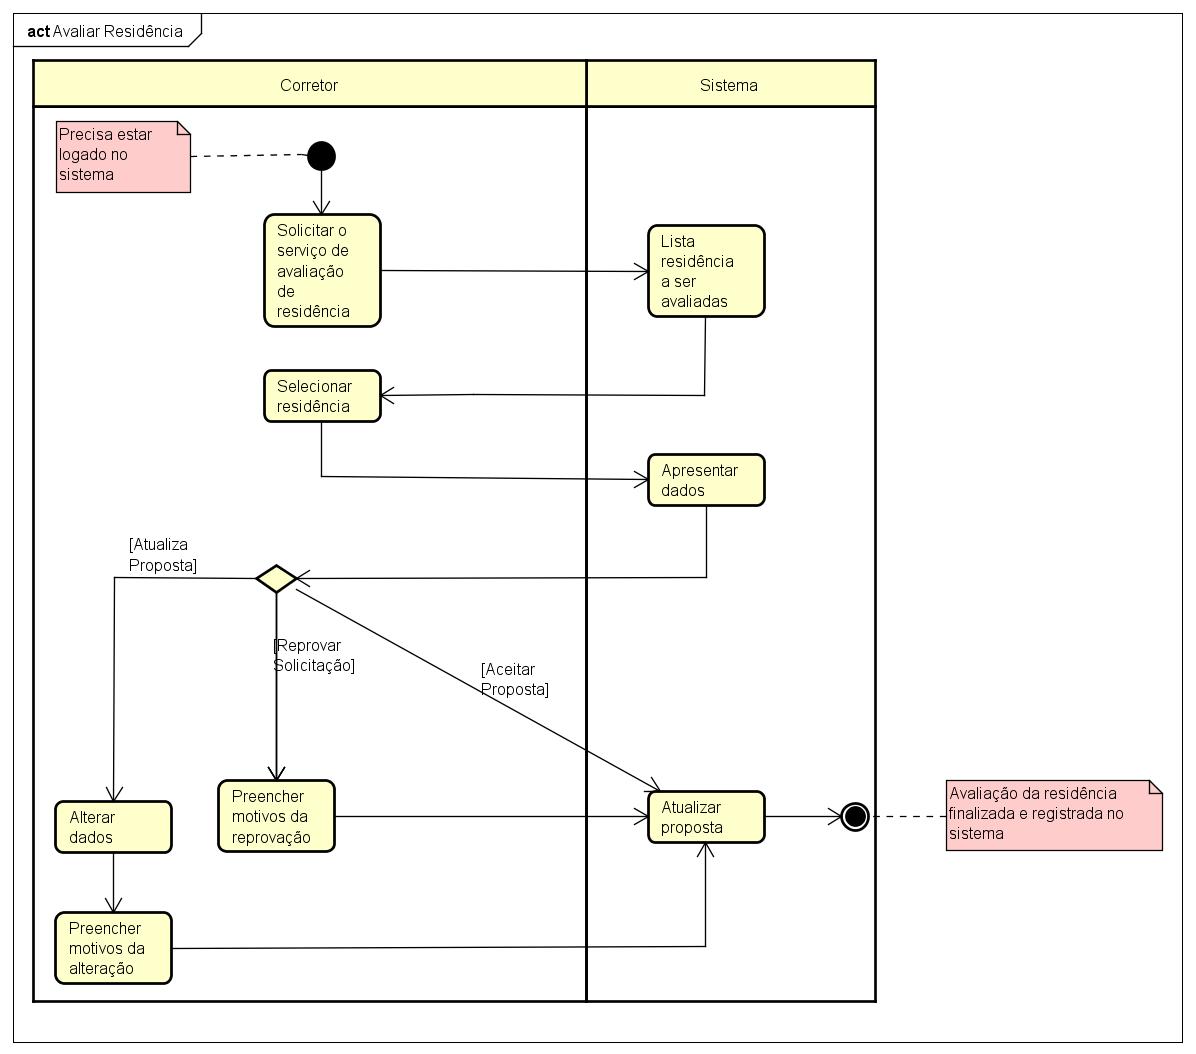 act Avaliar Residência
Corretor
Sistema
Precisa estar
logado no
sistema
Solicitar o
serviço de
avaliação
de
residência
Lista
residência
a ser
avaliadas
Selecionar
residência
Apresentar
dados
[Atualiza
Proposta]
[Reprovar
Solicitação]
[Aceitar
Proposta]
Alterar
dados
Preencher
motivos da
reprovação
Atualizar
proposta
Avaliação da residência
finalizada e registrada no
sistema
Preencher
motivos da
alteração